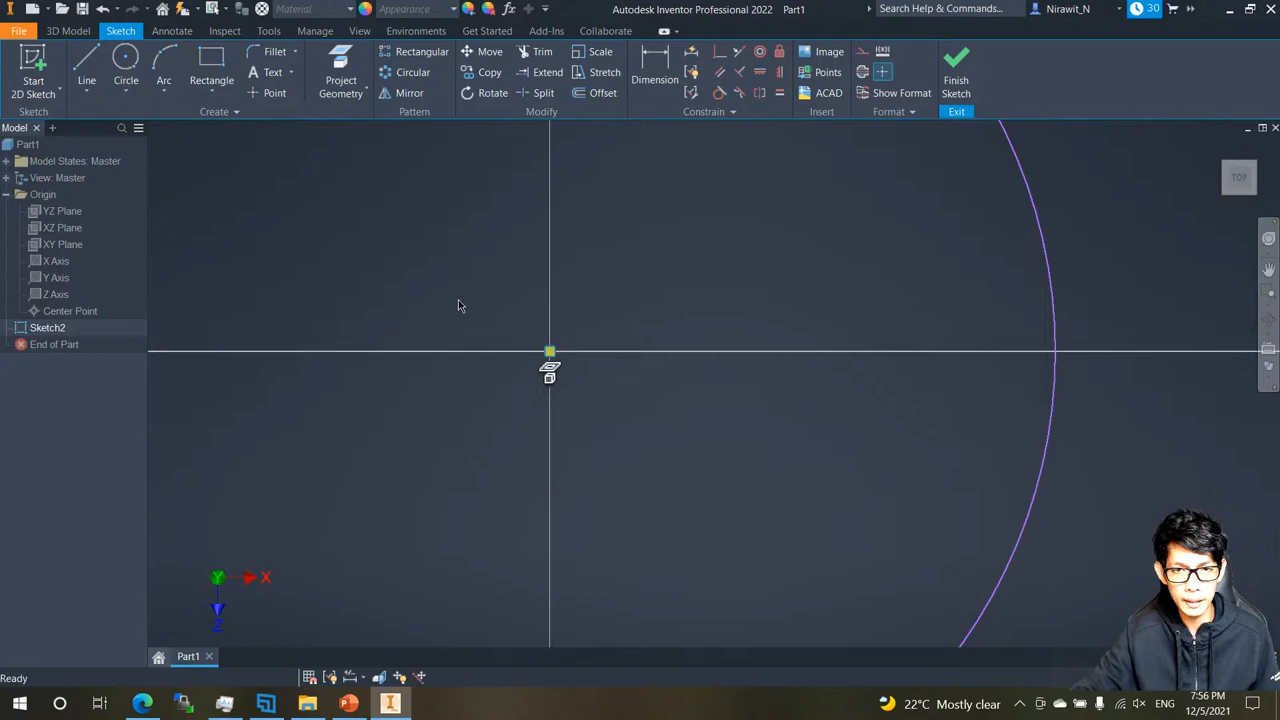 Material
Appearance
Autodesk Inventor Professional 2022 Part1
Search Help & Commands...
Nirawit_N
30
File 3D Model Sketch Annotate Inspect Tools Manage View Environments Get Started Add-Ins Collaborate
Start
2D Sketch
Line
Circle
Arc
Rectangle
Fillet
Text
Point
Project
Geometry
Rectangular
Circular
Mirror
Move
Copy
Rotate
Trim
Extend
Split
Scale
Stretch
Offset
Dimension
Image
Points
ACAD
Show Format
Finish
Sketch
Sketch Create Pattern Modify Constrain Insert Format Exit
Model
Part1
Model States: Master
View: Master
Origin
YZ Plane
XZ Plane
XY Plane
X Axis
Y Axis
Z Axis
Center Point
Sketch2
End of Part
TOP
Y
X
Z
Part1
Ready
22°C Mostly clear
7:56 PM
12/5/2021